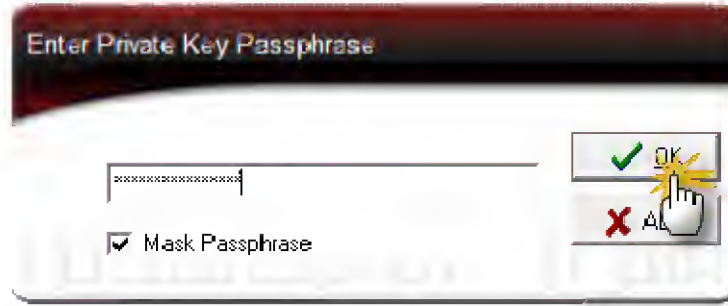 Enter Private Key Passphrase
****************
OK
Mask Passphrase